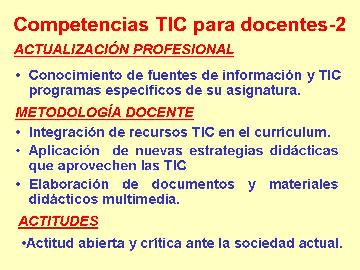 Competencias TIC para docentes-2
ACTUALIZACIÓN PROFESIONAL
• Conocimiento de fuentes de información y TIC
programas específicos de su asignatura.
METODOLOGÍA DOCENTE
• Integración de recursos TIC en el currículum.
• Aplicación de nuevas estrategias didácticas
que aprovechen las TIC
• Elaboración de documentos y materiales
didácticos multimedia.
ACTITUDES
•Actitud abierta y crítica ante la sociedad actual.